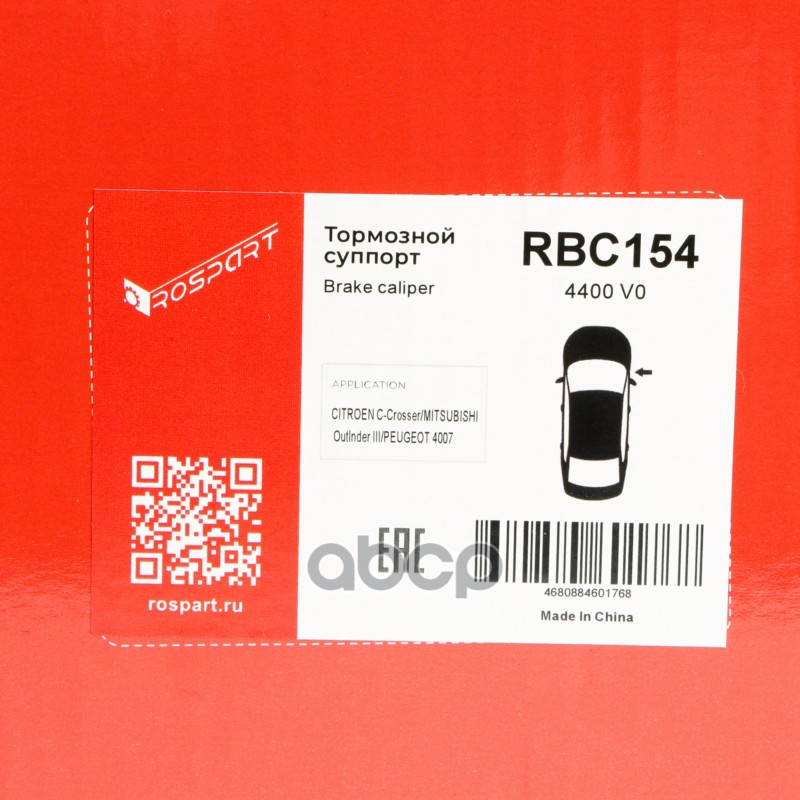 ROSPART
Тормозной
суппорт
Brake caliper
RBC154
4400 V0
APPLICATION
CITROEN C-Crosser/MITSUBISHI
Outlnder III/PEUGEOT 4007
EAC
abcp
4680884601768
Made In China
rospart.ru